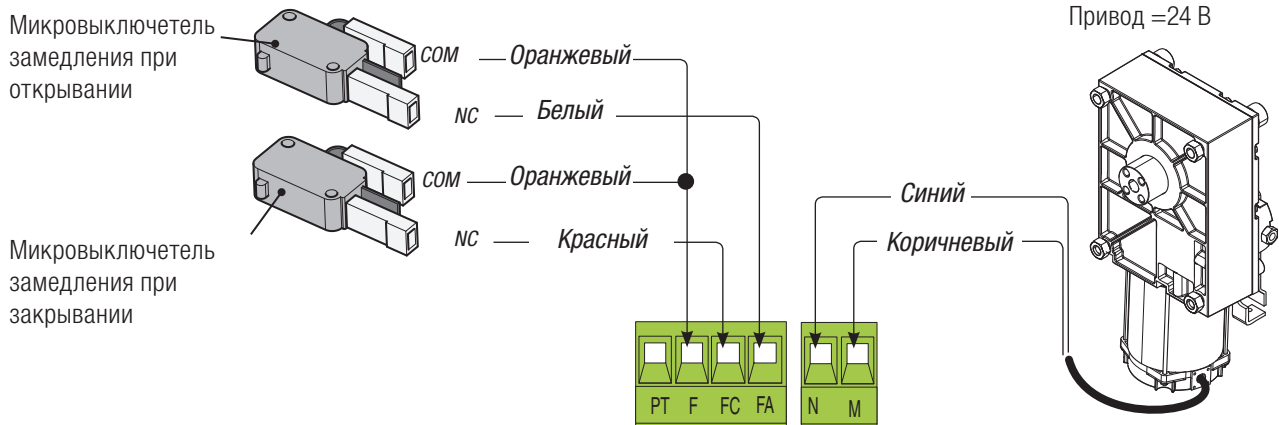 Микровыключетель
замедления при
открывании
COM
Оранжевый
NC
Белый
COM
Оранжевый
NC
Красный
Микровыключетель
замедления при
закрывании
Привод =24 В
Синий
Коричневый
PT F FC FA N M